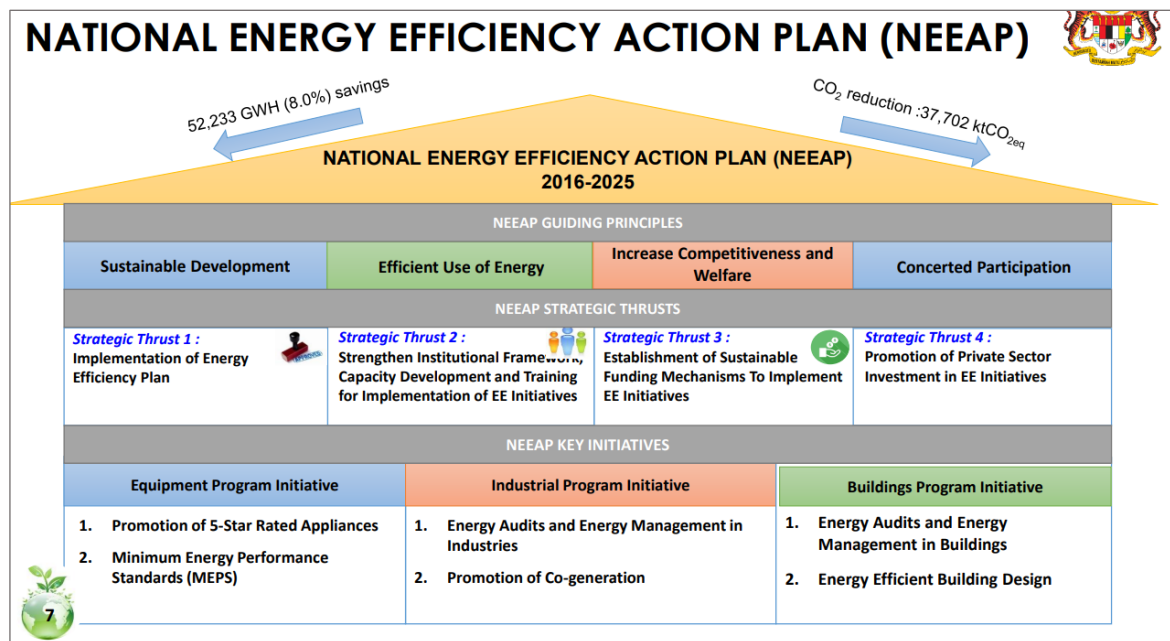 NATIONAL ENERGY EFFICIENCY ACTION PLAN (NEEAP)
52,233 GWH (8.0%) savings
CO2 reduction :37,702 ktCO2eq
NATIONAL ENERGY EFFICIENCY ACTION PLAN (NEEAP)
2016-2025
NEEAP GUIDING PRINCIPLES
Sustainable Development
Efficient Use of Energy
Increase Competitiveness and
Welfare
Concerted Participation
NEEAP STRATEGIC THRUSTS
Strategic Thrust 1 :
Implementation of Energy
Efficiency Plan
Strategic Thrust 2 :
Strengthen Institutional Framework,
Capacity Development and Training
for Implementation of EE Initiatives
Strategic Thrust 3 :
Establishment of Sustainable
Funding Mechanisms To Implement
EE Initiatives
Strategic Thrust 4 :
Promotion of Private Sector
Investment in EE Initiatives
NEEAP KEY INITIATIVES
Equipment Program Initiative
1. Promotion of 5-Star Rated Appliances
2. Minimum Energy Performance
Standards (MEPS)
Industrial Program Initiative
1. Energy Audits and Energy Management in
Industries
2. Promotion of Co-generation
Buildings Program Initiative
1. Energy Audits and Energy
Management in Buildings
2. Energy Efficient Building Design
7